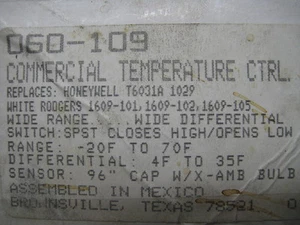 060-109
COMMERCIAL TEMPERATURE CTRL.
REPLACES: HONEYWELL T6031A 1029
WHITE RODGERS 1609-101,1609-102,1609-105
WIDE RANGE.... WIDE DIFFERENTIAL
SWITCH:SPST CLOSES HIGH/OPENS LOW
RANGE: -20F TO 70F
DIFFERENTIAL: 4F TO 35F
SENSOR: 96" CAP W/X-AMB BULB
ASSEMBLED IN MEXICO
BROWNSVILLE, TEXAS 78521 0